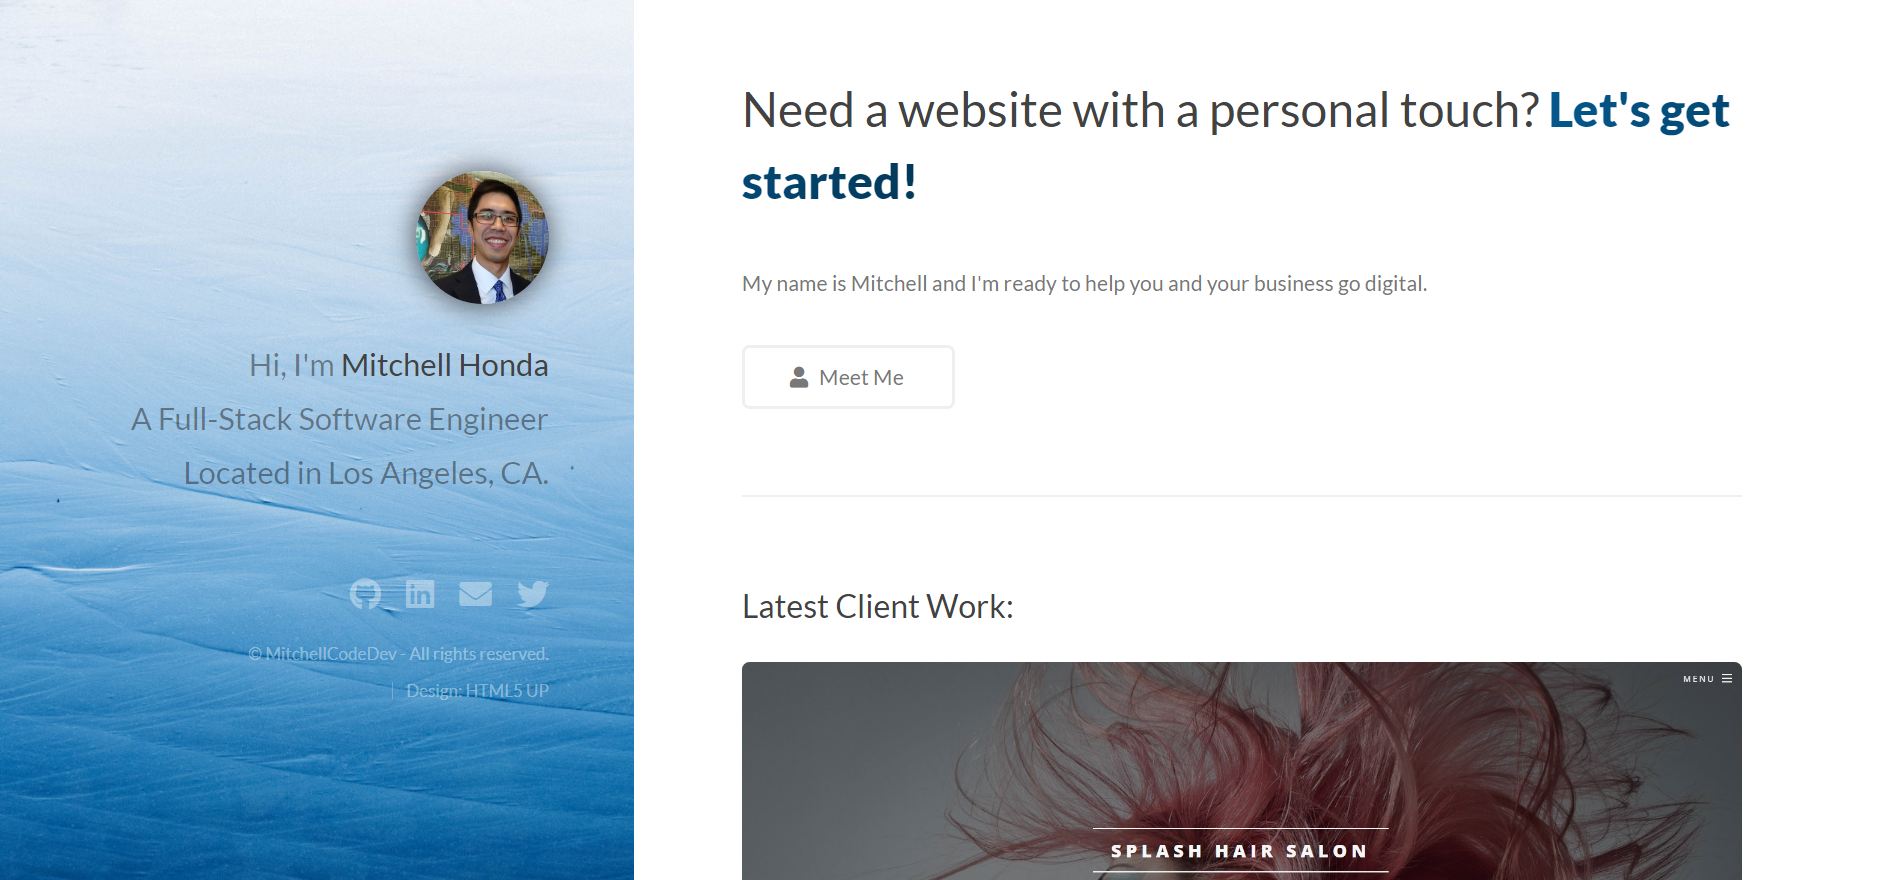 Hi, I'm Mitchell Honda
A Full-Stack Software Engineer
Located in Los Angeles, CA.
© MitchellCodeDev - All rights reserved.
Design: HTML5 UP
Need a website with a personal touch? Let's get
started!
My name is Mitchell and I'm ready to help you and your business go digital.
Meet Me
Latest Client Work:
MENU
SPLASH HAIR SALON